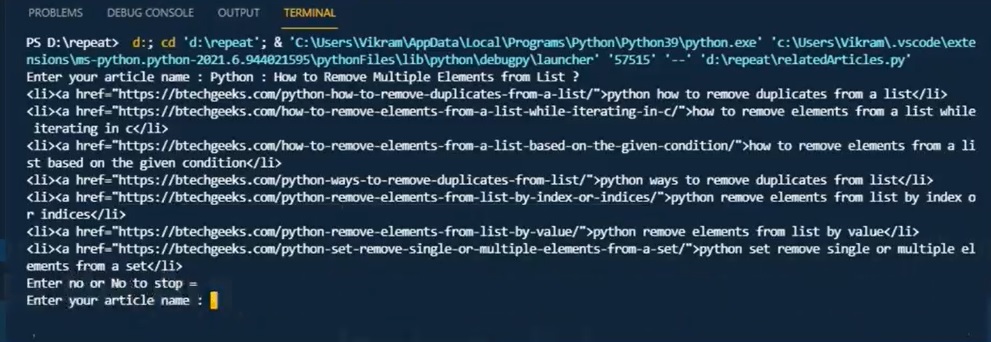 PROBLEMS DEBUG CONSOLE OUTPUT TERMINAL
PS D:\repeat> d:; cd 'd:\repeat'; & 'C:\Users\Vikram\AppData\Local\Programs\Python\Python39\python.exe' 'c:\Users\Vikram\.vscode\exte
nsions\ms-python.python-2021.6.944021595\pythonFiles\lib\python\debugpy\launcher' '57515' '--' 'd:\repeat\relatedArticles.py'
Enter your article name : Python : How to Remove Multiple Elements from List ?
<li><a href="https://btechgeeks.com/python-how-to-remove-duplicates-from-a-list/">python how to remove duplicates from a list</li>
<li><a href="https://btechgeeks.com/how-to-remove-elements-from-a-list-while-iterating-in-c/">how to remove elements from a list while
 iterating in c</li>
<li><a href="https://btechgeeks.com/how-to-remove-elements-from-a-list-based-on-the-given-condition/">how to remove elements from a li
st based on the given condition</li>
<li><a href="https://btechgeeks.com/python-ways-to-remove-duplicates-from-list/">python ways to remove duplicates from list</li>
<li><a href="https://btechgeeks.com/python-remove-elements-from-list-by-index-or-indices/">python remove elements from list by index o
r indices</li>
<li><a href="https://btechgeeks.com/python-remove-elements-from-list-by-value/">python remove elements from list by value</li>
<li><a href="https://btechgeeks.com/python-set-remove-single-or-multiple-elements-from-a-set/">python set remove single or multiple el
ements from a set</li>
Enter no or No to stop =
Enter your article name :